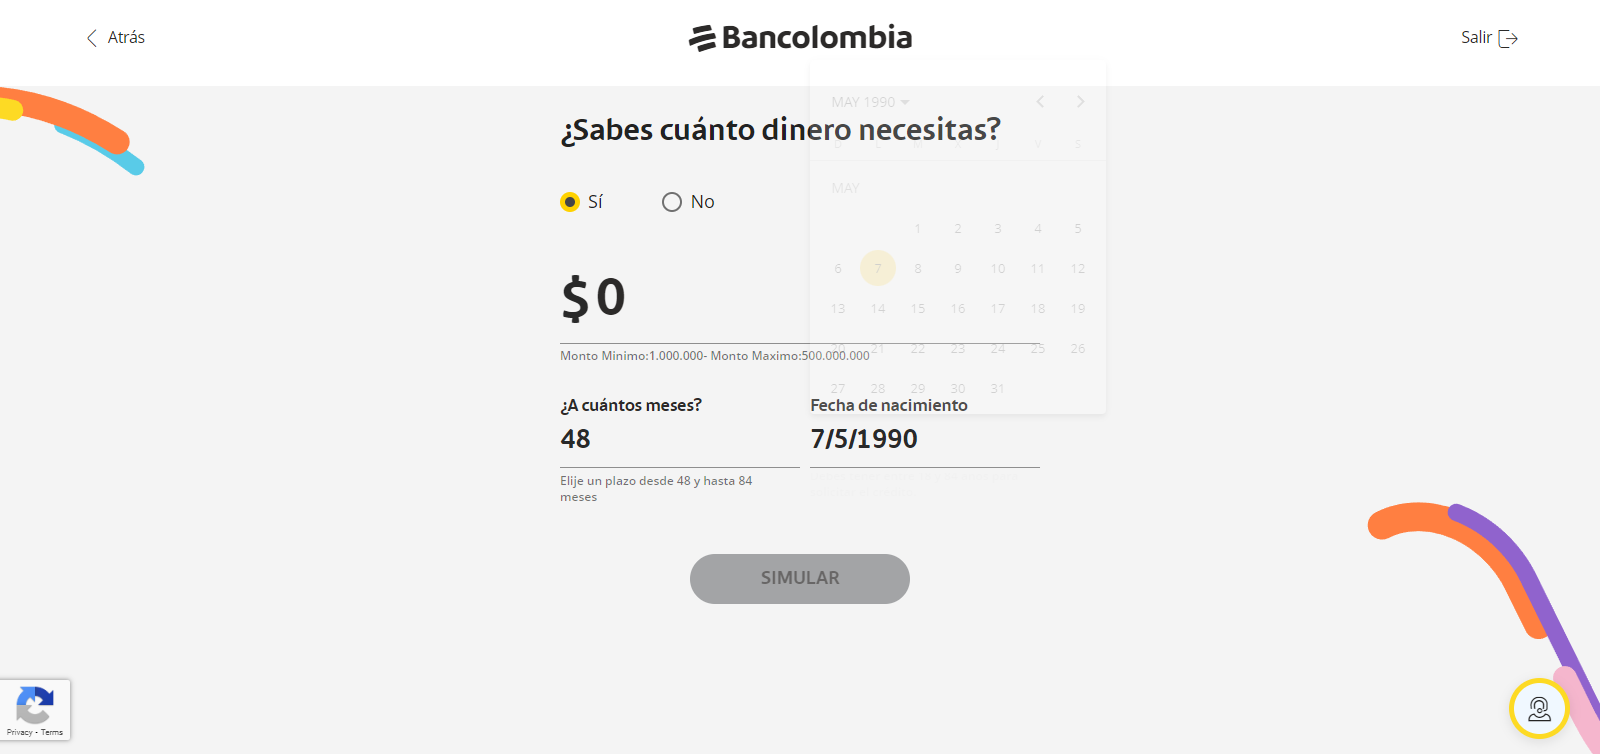 Atrás
Bancolombia
Salir
MAY 1990
¿Sabes cuánto dinero necesitas?
V S
MAY
Sí
No
1 2 3 4 5
6 7 8 9 10 11 12
$ 0
13 14 15 16 17 18 19
20 21 22 23 24 25 26
Monto Minimo:1.000.000- Monto Maximo:500.000.000
27 28 29 30 31
¿A cuántos meses?
Fecha de nacimiento
48
7/5/1990
Elije un plazo desde 48 y hasta 84
meses
SIMULAR
Privacy - Terms